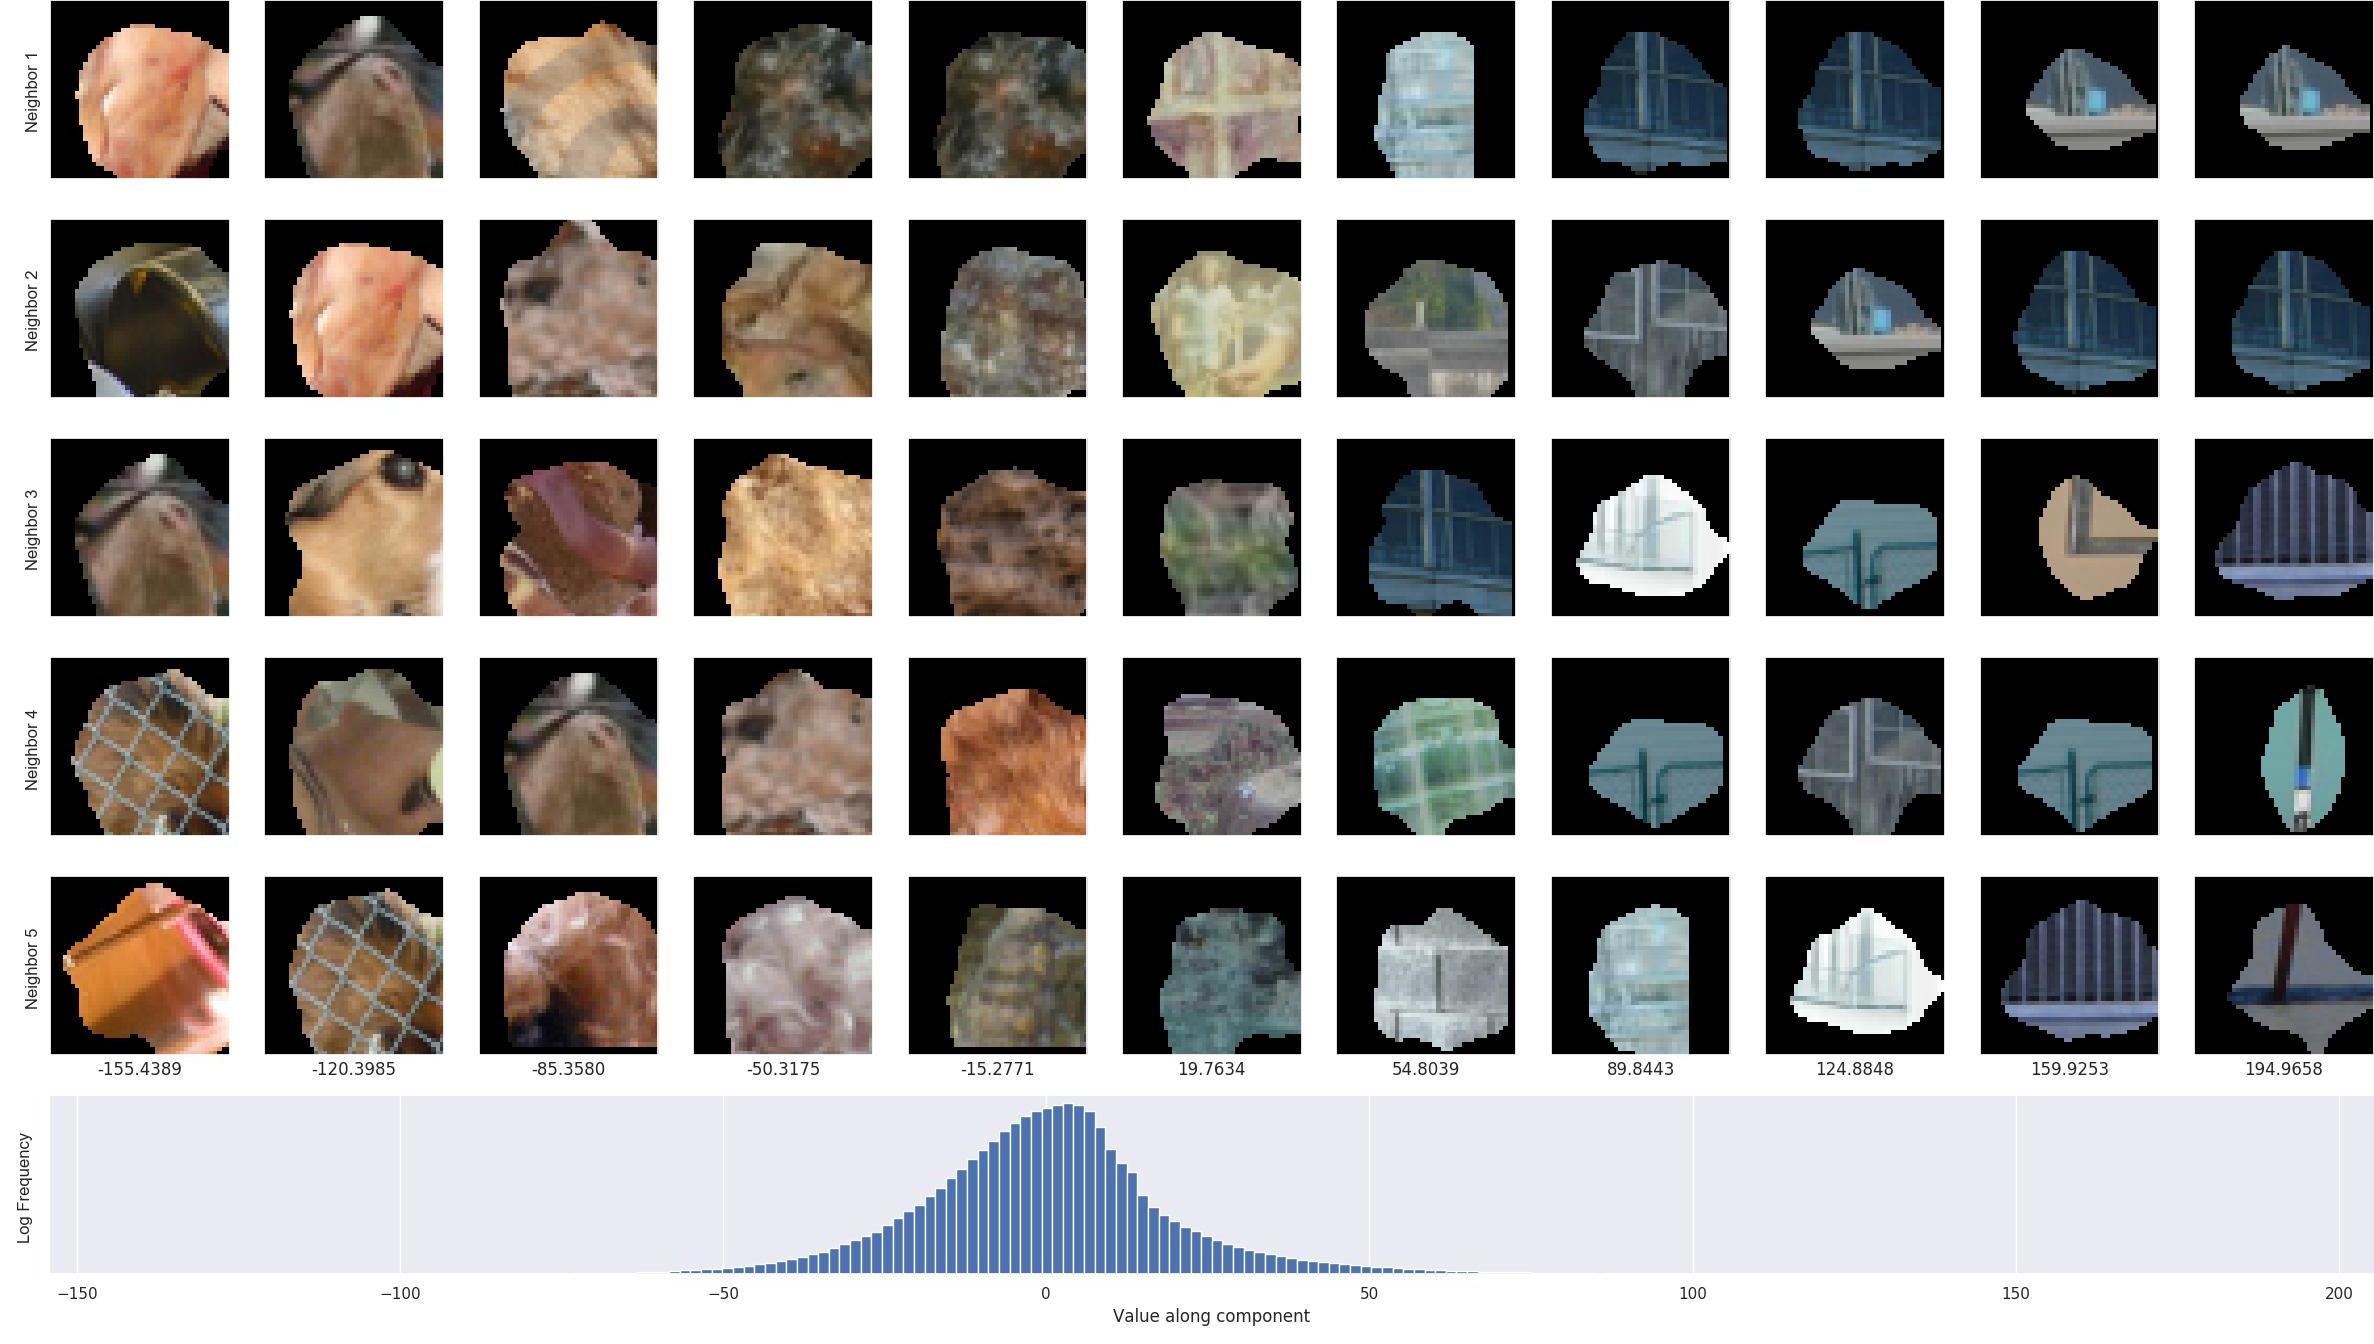 Neighbor 1
Neighbor 2
Neighbor 3
Neighbor 4
Neighbor 5
-155.4389 -120.3985 -85.3580 -50.3175 -15.2771 19.7634 54.8039 89.8443 124.8848 159.9253 194.9658
Log Frequency
−150 −100 −50 0 50 100 150 200
Value along component